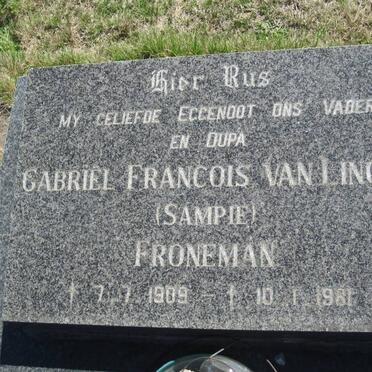 Hier Rus
MY GELIEFDE EGGENOOT ONS VADER
EN OUPA
GABRIËL FRANCOIS VAN LING
(SAMPIE)
FRONEMAN
† 7.7.1909 – † 10.1.1981